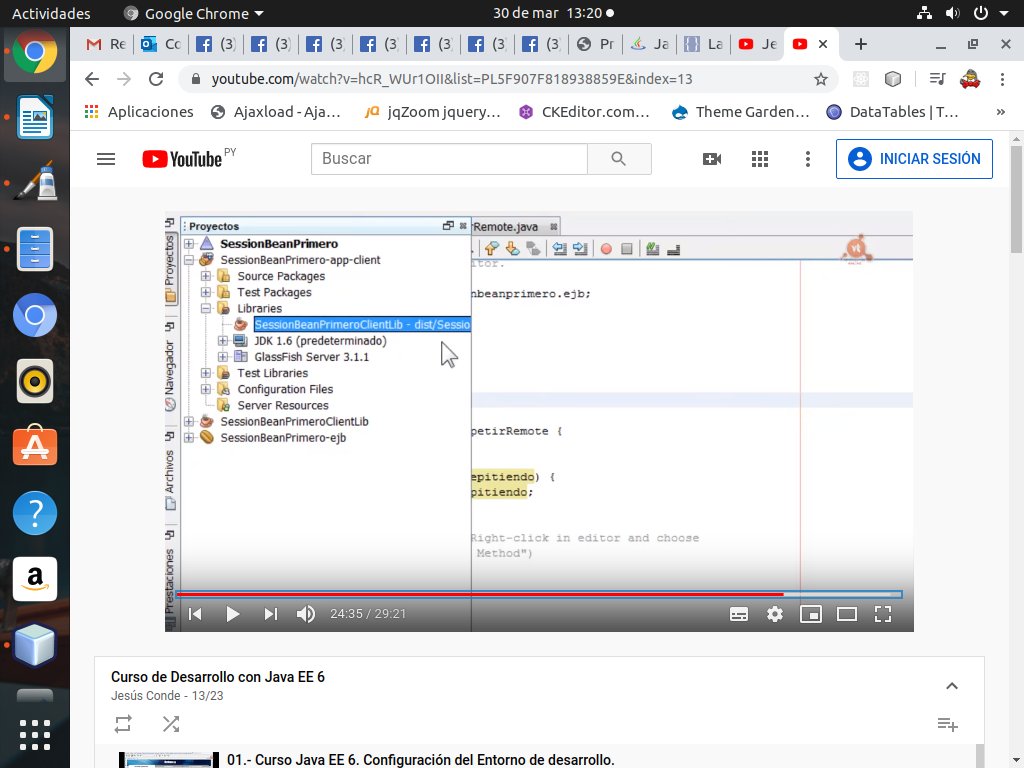 Actividades
Google Chrome
30 de mar 13:20
Re
Co
(3)
(3)
(3
(3
(3
(3
(3
Pr
Ja
La
Je
youtube.com/watch?v=hcR_WUr1OII&list=PL5F907F818938859E&index=13
Aplicaciones
Ajaxload - Aja...
jqZoom jquery...
CKEditor.com...
Theme Garden...
DataTables | T...
»
YouTube PY
Buscar
INICIAR SESIÓN
Proyectos
Remote.java
Proyectos
Navegador
Archivos
Prestaciones
SessionBeanPrimero
SessionBeanPrimero-app-client
Source Packages
Test Packages
Libraries
SessionBeanPrimeroClientLib - dist/Sessio
JDK 1.6 (predeterminado)
GlassFish Server 3.1.1
Test Libraries
Configuration Files
Server Resources
SessionBeanPrimeroClientLib
SessionBeanPrimero-ejb
itor.
nbeanprimero.ejb;
petirRemote {
epitiendo) {
pitiendo;
Right-click in editor and choose
Method")
24:35 / 29:21
Curso de Desarrollo con Java EE 6
Jesús Conde - 13/23
01.- Curso Java EE 6. Configuración del Entorno de desarrollo.